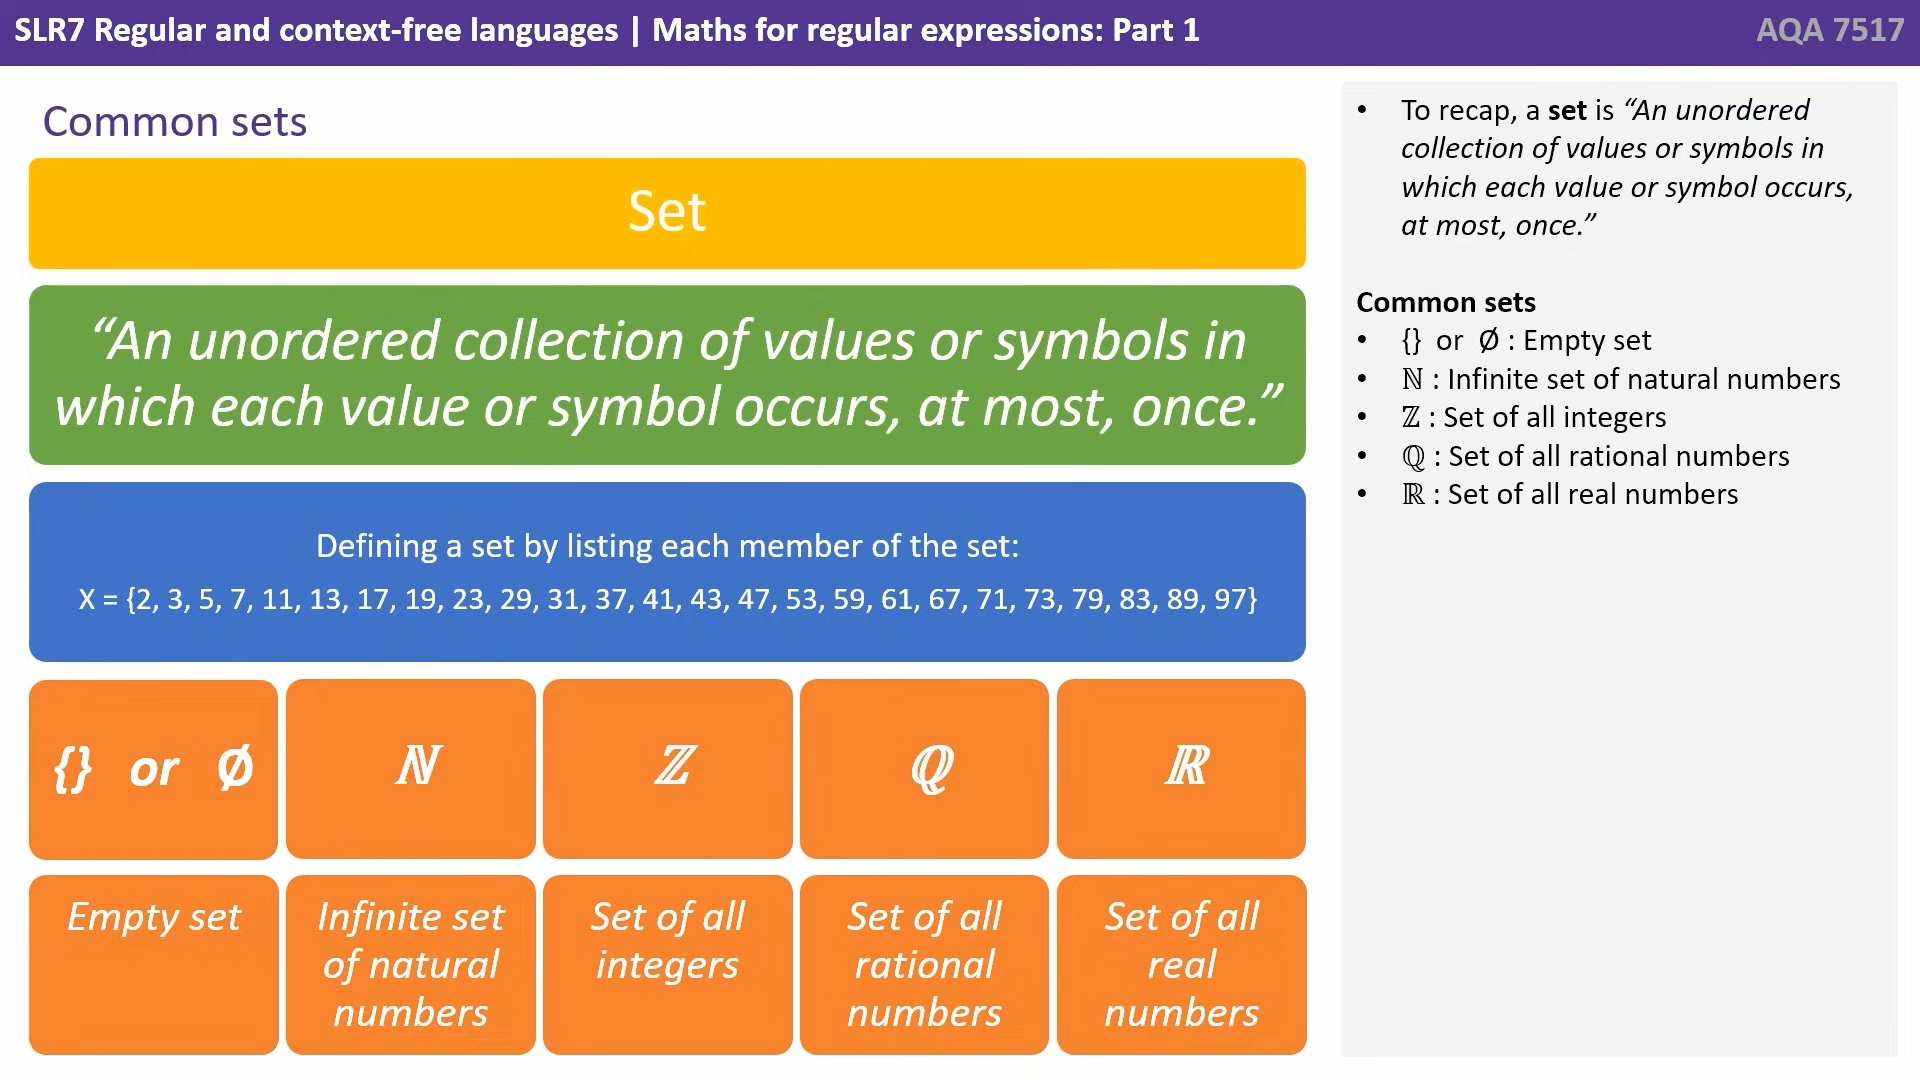 SLR7 Regular and context-free languages | Maths for regular expressions: Part 1
AQA 7517
Common sets
Set
“An unordered collection of values or symbols in
which each value or symbol occurs, at most, once.”
Defining a set by listing each member of the set:
X = {2, 3, 5, 7, 11, 13, 17, 19, 23, 29, 31, 37, 41, 43, 47, 53, 59, 61, 67, 71, 73, 79, 83, 89, 97}
{} or Ø
ℕ
ℤ
ℚ
ℝ
Empty set
Infinite set
of natural
numbers
Set of all
integers
Set of all
rational
numbers
Set of all
real
numbers
• To recap, a set is “An unordered
collection of values or symbols in
which each value or symbol occurs,
at most, once.”
Common sets
• {} or Ø : Empty set
• ℕ : Infinite set of natural numbers
• ℤ : Set of all integers
• ℚ : Set of all rational numbers
• ℝ : Set of all real numbers